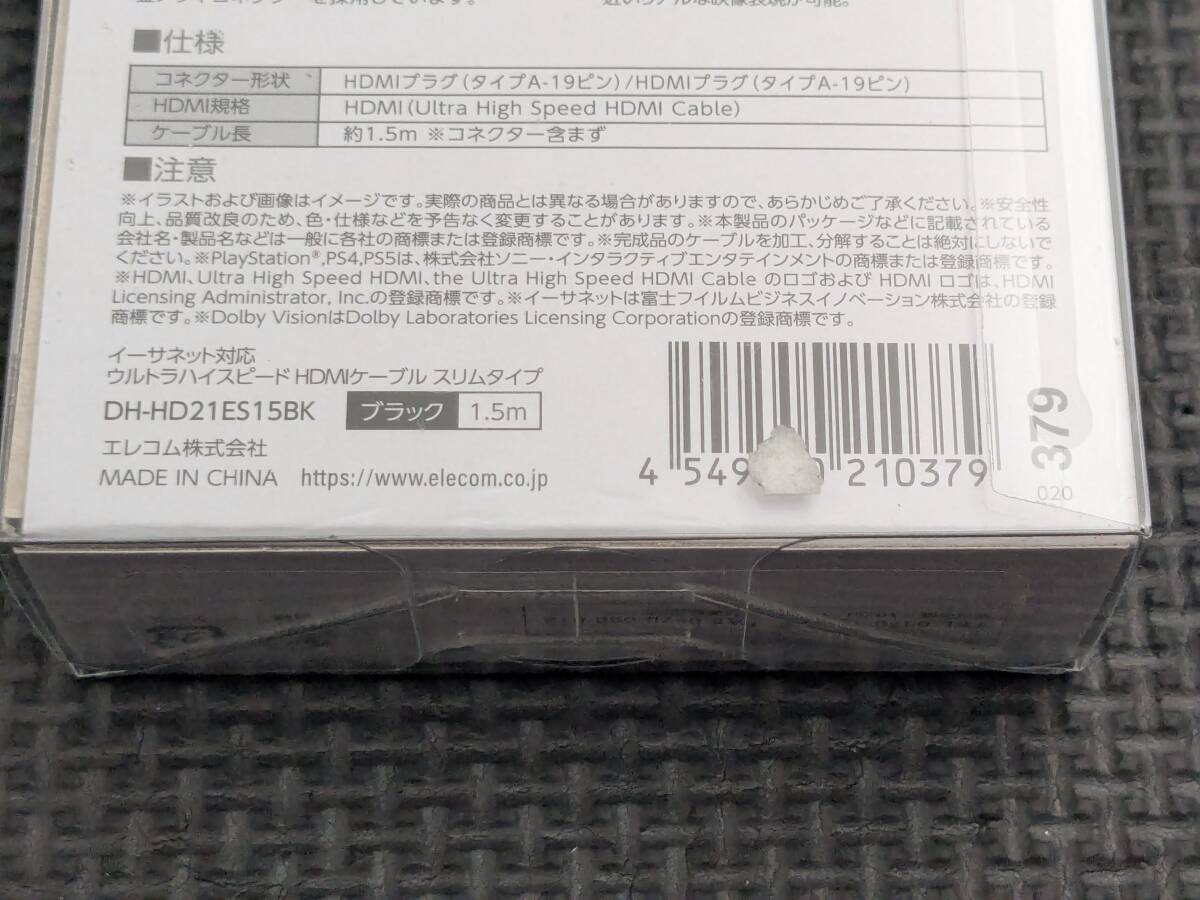 を採用しています。
近いリアルな映像表現が可能。
■仕様
コネクター形状 HDMIプラグ(タイプA-19ピン)/HDMIプラグ(タイプA-19ピン)
HDMI規格 HDMI(Ultra High Speed HDMI Cable)
ケーブル長 約1.5m ※コネクター含まず
■注意
※イラストおよび画像はイメージです。実際の商品とは異なる場合がありますので、あらかじめご了承ください。※安全性
向上、品質改良のため、色・仕様などを予告なく変更することがあります。※本製品のパッケージなどに記載されている
会社名・製品名などは一般に各社の商標または登録商標です。※完成品のケーブルを加工、分解することは絶対にしないで
ください。※PlayStation®,PS4,PS5は、株式会社ソニー・インタラクティブエンタテインメントの商標または登録商標です。
※HDMI、Ultra High Speed HDMI、the Ultra High Speed HDMI Cable のロゴおよび HDMI ロゴは、HDMI
Licensing Administrator, Inc.の登録商標です。※イーサネットは富士フイルムビジネスイノベーション株式会社の登録
商標です。※Dolby VisionはDolby Laboratories Licensing Corporationの登録商標です。
イーサネット対応
ウルトラハイスピード HDMIケーブル スリムタイプ
DH-HD21ES15BK ブラック 1.5m
エレコム株式会社
MADE IN CHINA https://www.elecom.co.jp
4 549 210379
379
020